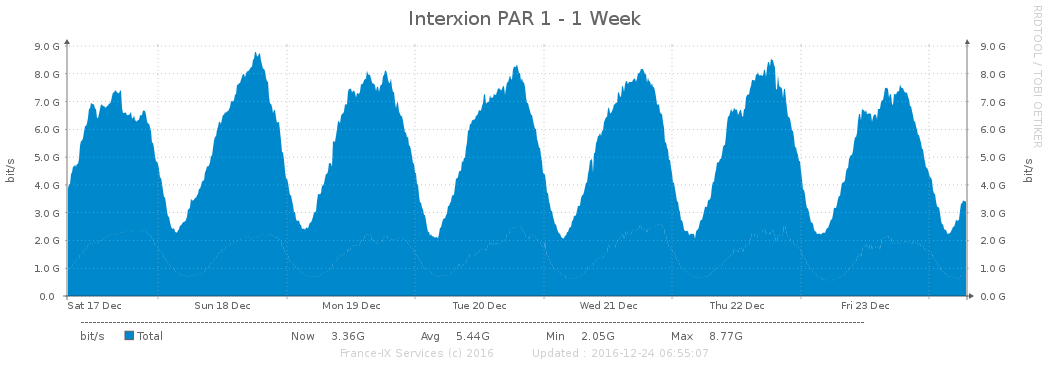 Interxion PAR 1 - 1 Week
RRDTOOL / TOBI OETIKER
9.0 G 9.0 G
8.0 G 8.0 G
7.0 G 7.0 G
6.0 G 6.0 G
5.0 G 5.0 G
4.0 G 4.0 G
3.0 G 3.0 G
2.0 G 2.0 G
1.0 G 1.0 G
0.0 0.0 G
bit/s bit/s
Sat 17 Dec Sun 18 Dec Mon 19 Dec Tue 20 Dec Wed 21 Dec Thu 22 Dec Fri 23 Dec
bit/s Total Now 3.36G Avg 5.44G Min 2.05G Max 8.77G
France-IX Services (c) 2016 Updated : 2016-12-24 06:55:07